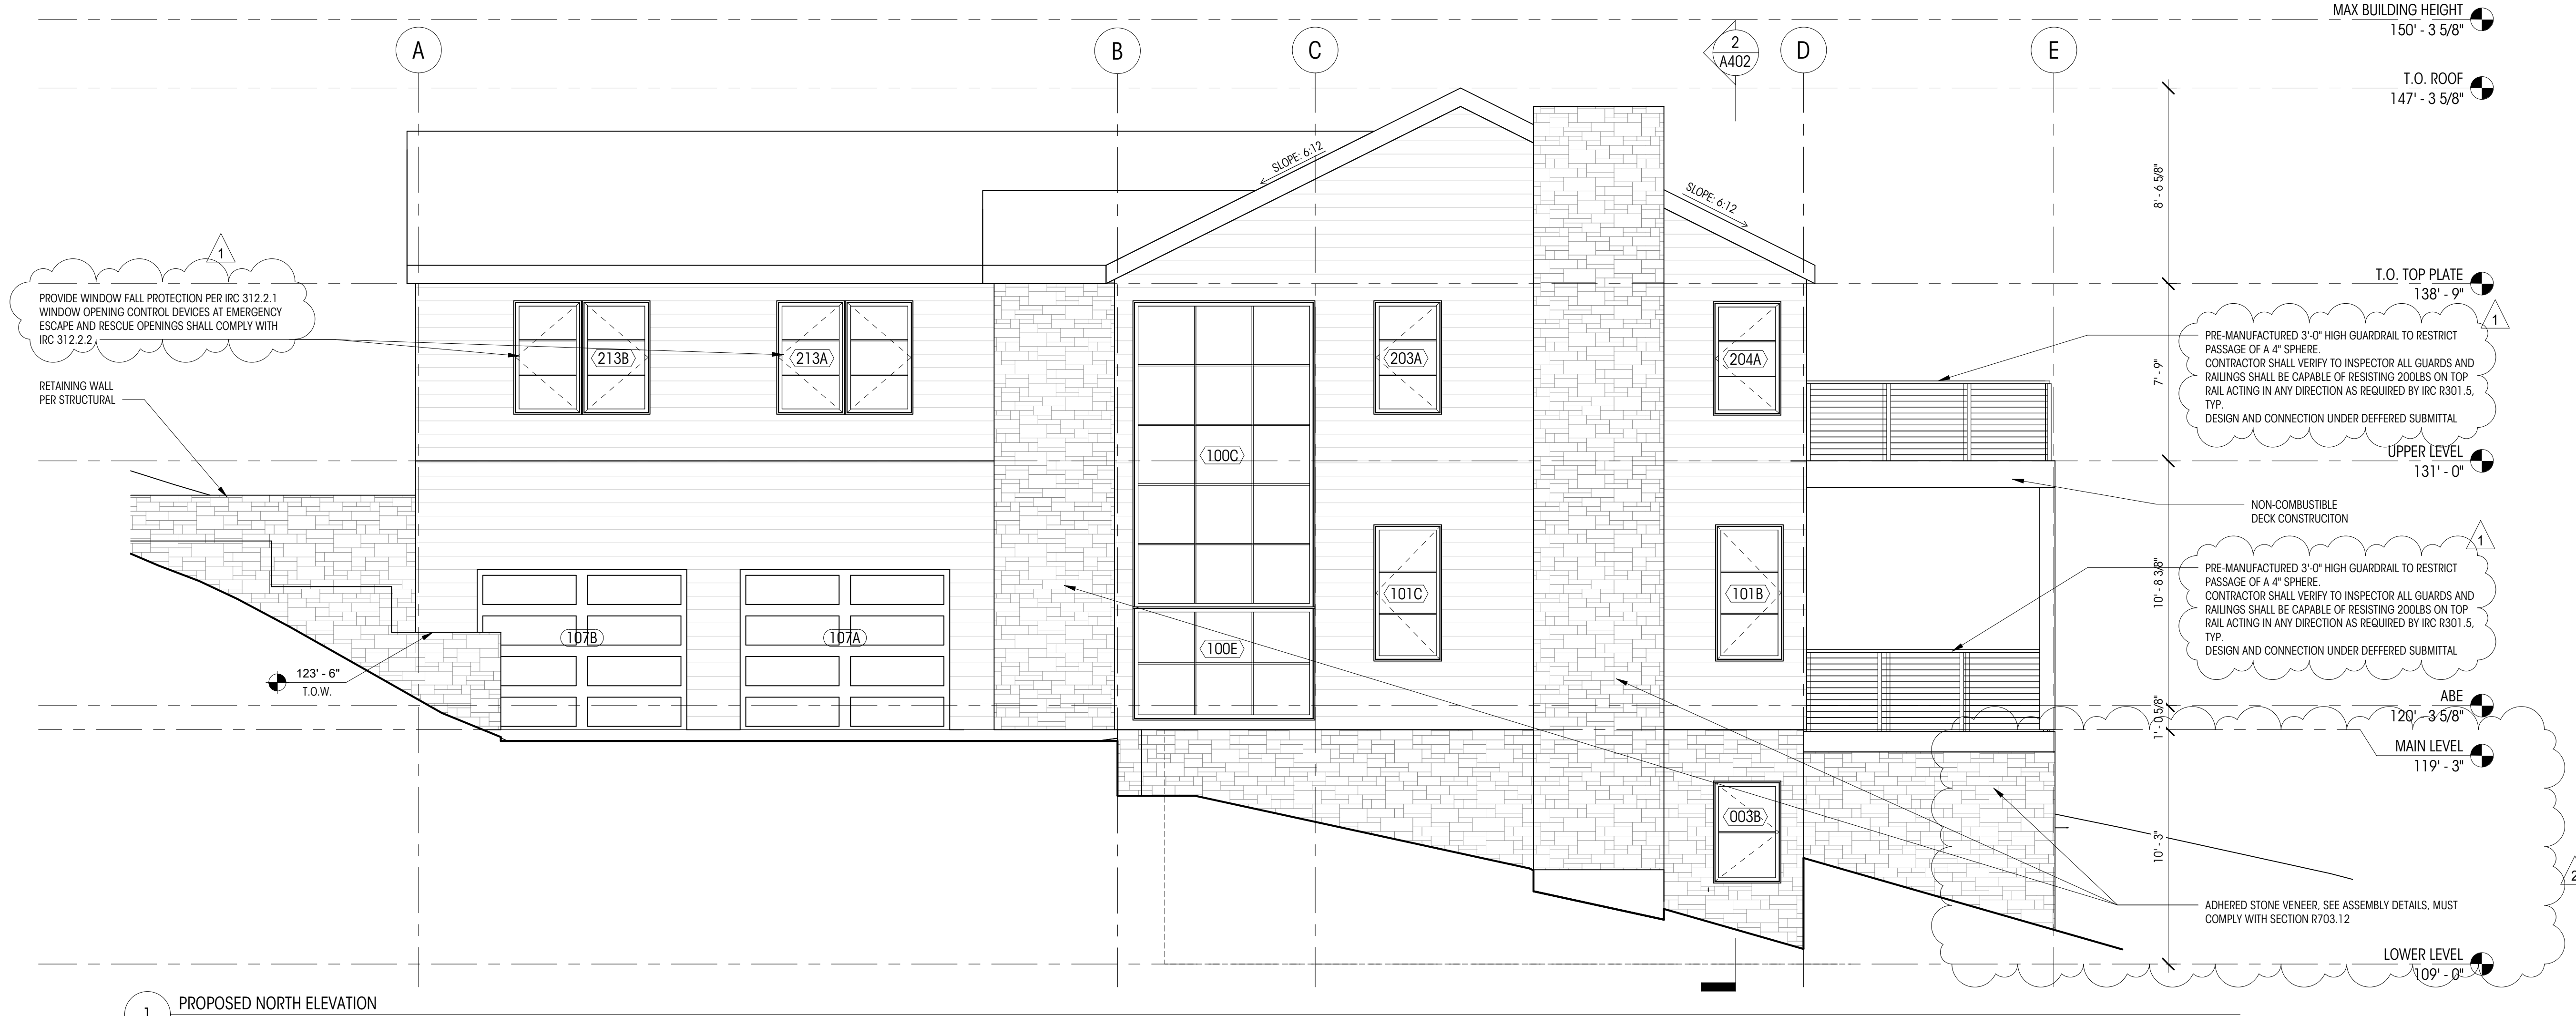 MAX BUILDING HEIGHT
150' - 3 5/8"
A
B
C
2
A402
D
E
T.O. ROOF
147' - 3 5/8"
SLOPE: 6:12
SLOPE: 6:12
8' - 6 5/8"
1
PROVIDE WINDOW FALL PROTECTION PER IRC 312.2.1
WINDOW OPENING CONTROL DEVICES AT EMERGENCY
ESCAPE AND RESCUE OPENINGS SHALL COMPLY WITH
IRC 312.2.2
RETAINING WALL
PER STRUCTURAL
213B
213A
203A
204A
T.O. TOP PLATE
138' - 9"
1
PRE-MANUFACTURED 3'-0" HIGH GUARDRAIL TO RESTRICT
PASSAGE OF A 4" SPHERE.
CONTRACTOR SHALL VERIFY TO INSPECTOR ALL GUARDS AND
RAILINGS SHALL BE CAPABLE OF RESISTING 200LBS ON TOP
RAIL ACTING IN ANY DIRECTION AS REQUIRED BY IRC R301.5,
TYP.
DESIGN AND CONNECTION UNDER DEFFERED SUBMITTAL
7' - 9"
100C
UPPER LEVEL
131' - 0"
NON-COMBUSTIBLE
DECK CONSTRUCITON
1
PRE-MANUFACTURED 3'-0" HIGH GUARDRAIL TO RESTRICT
PASSAGE OF A 4" SPHERE.
CONTRACTOR SHALL VERIFY TO INSPECTOR ALL GUARDS AND
RAILINGS SHALL BE CAPABLE OF RESISTING 200LBS ON TOP
RAIL ACTING IN ANY DIRECTION AS REQUIRED BY IRC R301.5,
TYP.
DESIGN AND CONNECTION UNDER DEFFERED SUBMITTAL
10' - 8 3/8"
101C
101B
107B
107A
100E
123' - 6"
T.O.W.
ABE
120' - 3 5/8"
1' - 0 5/8"
MAIN LEVEL
119' - 3"
003B
10' - 3"
2
ADHERED STONE VENEER, SEE ASSEMBLY DETAILS, MUST
COMPLY WITH SECTION R703.12
LOWER LEVEL
109' - 0"
1
PROPOSED NORTH ELEVATION